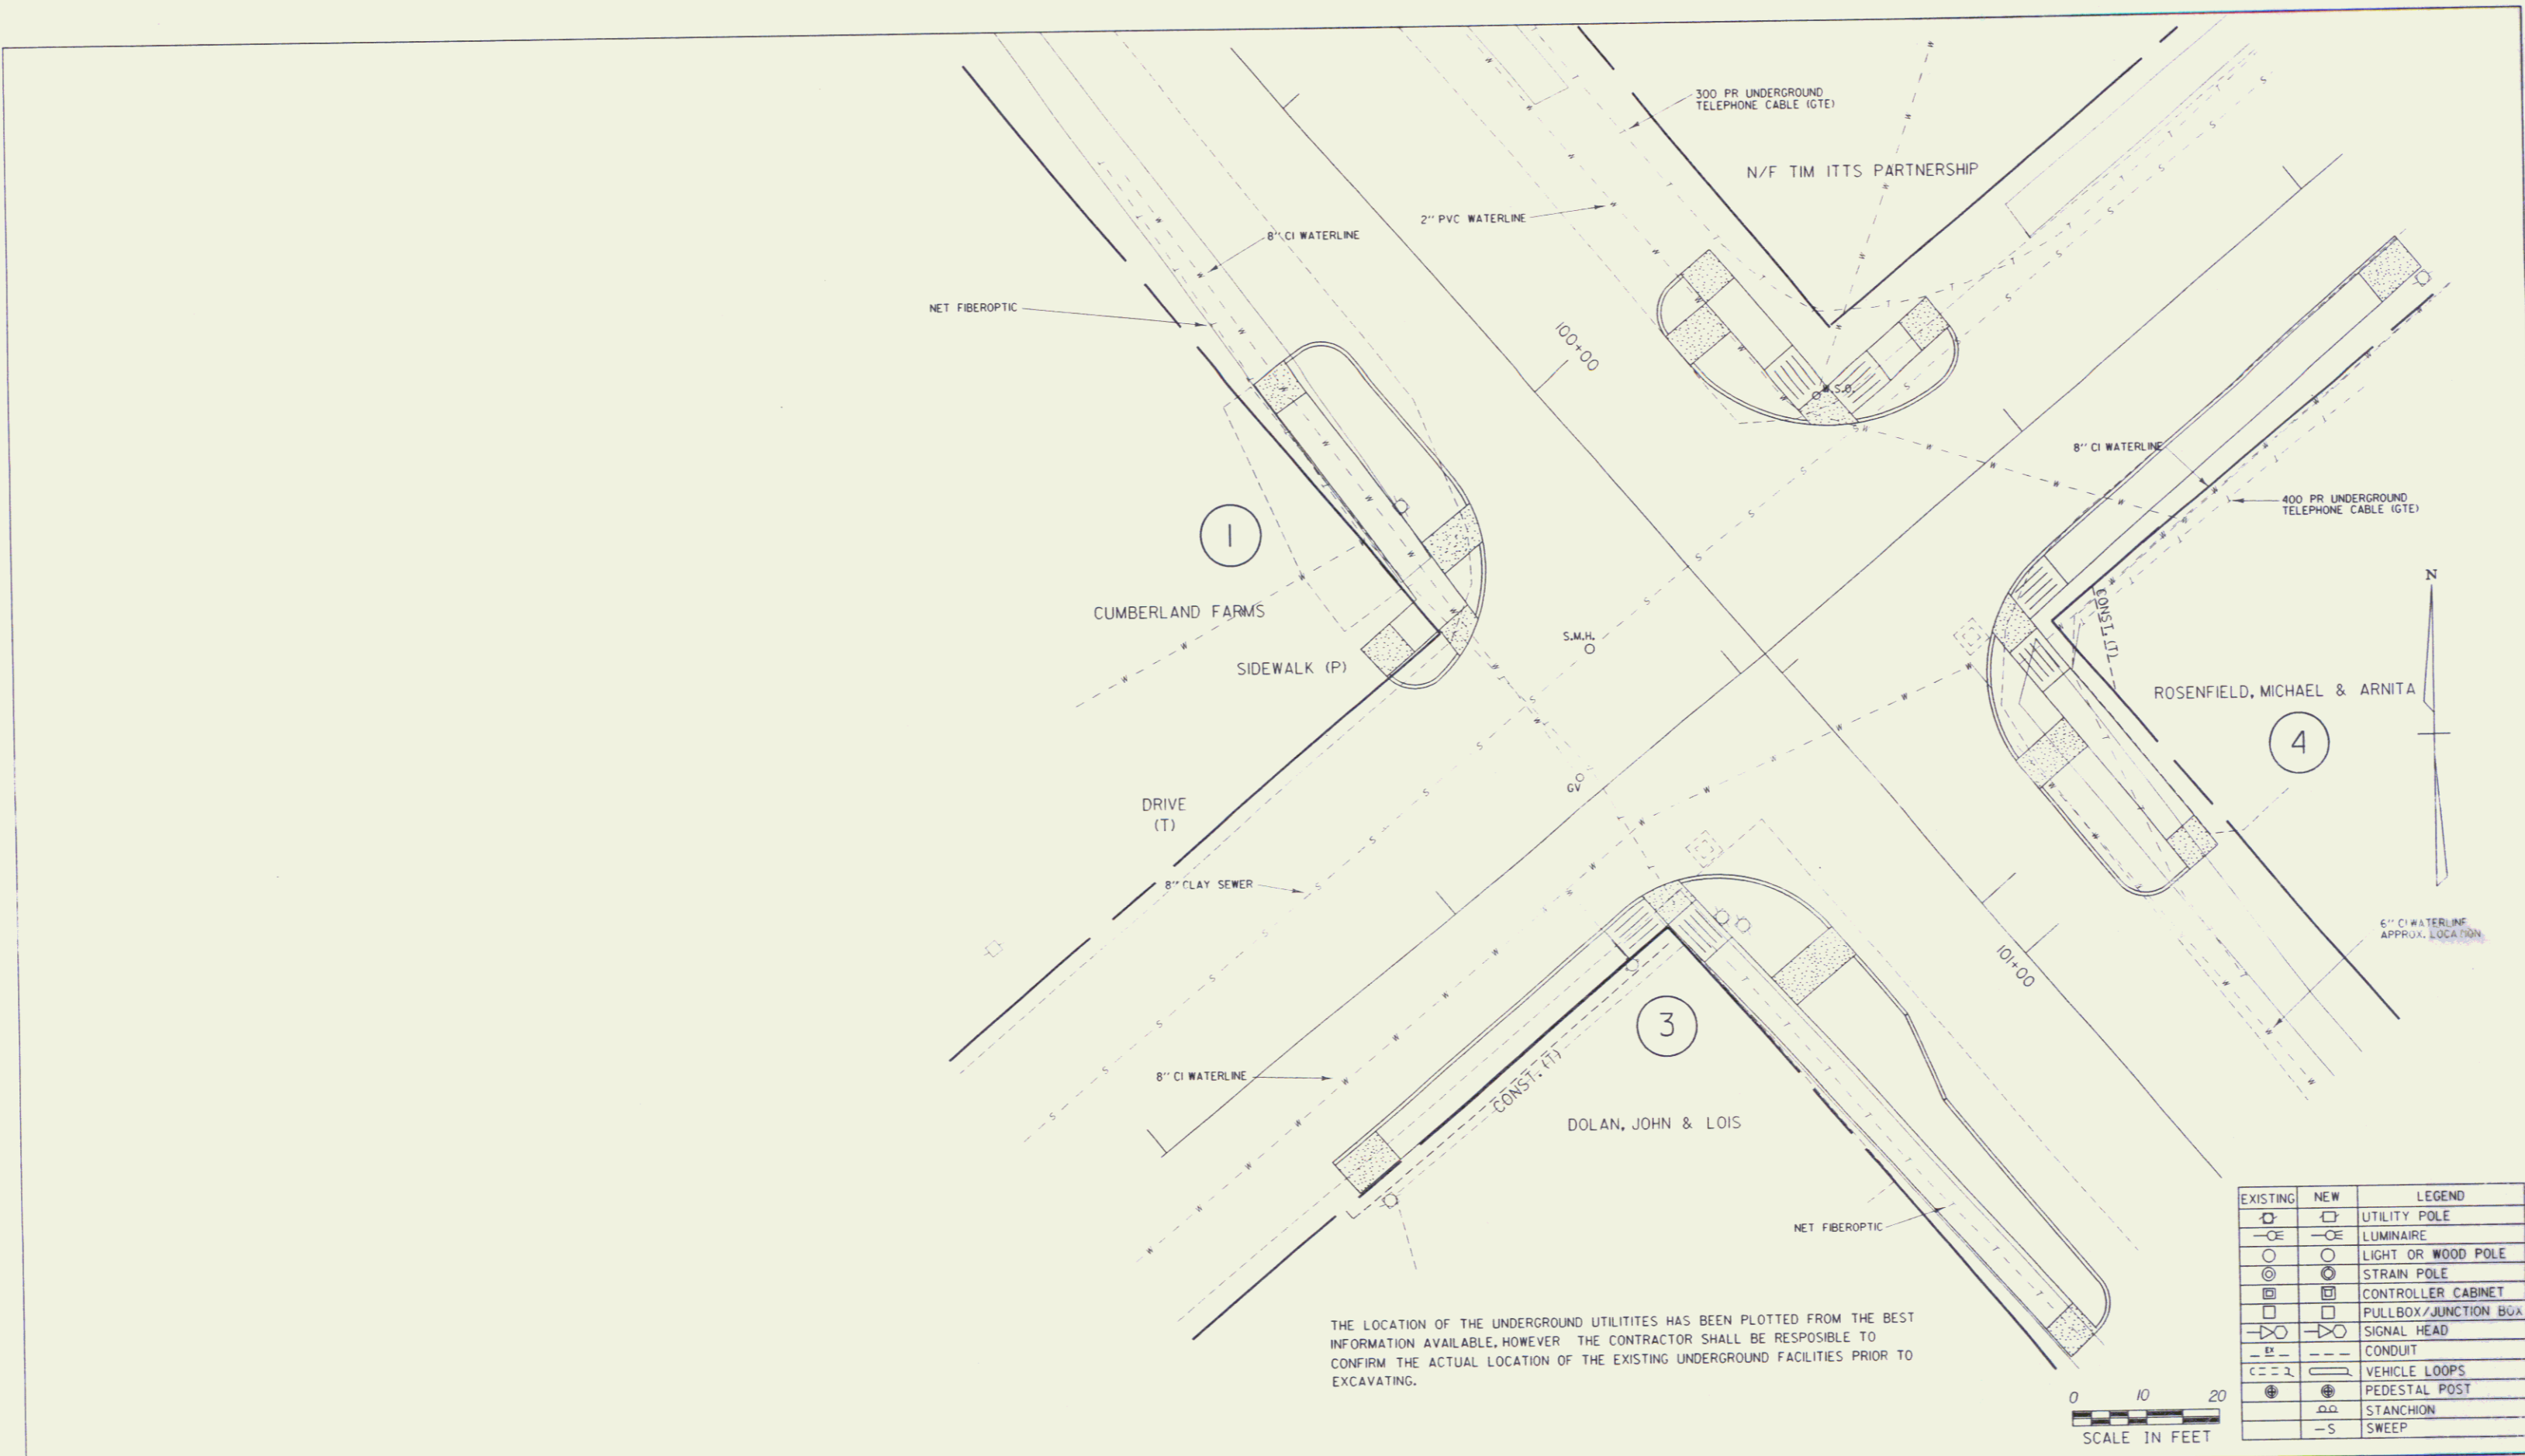 300 PR UNDERGROUND
TELEPHONE CABLE (GTE)
N/F TIM ITTS PARTNERSHIP
2" PVC WATERLINE
8" CI WATERLINE
NET FIBEROPTIC
100+00
W.S.O.
8" CI WATERLINE
400 PR UNDERGROUND
TELEPHONE CABLE (GTE)
1
N
CUMBERLAND FARMS
SIDEWALK (P)
S.M.H.
CONST. (T)
ROSENFIELD, MICHAEL & ARNITA
4
GV
DRIVE
(T)
8" CLAY SEWER
6" CI WATERLINE
APPROX. LOCATION
101+00
3
8" CI WATERLINE
CONST. (T)
DOLAN, JOHN & LOIS
NET FIBEROPTIC
THE LOCATION OF THE UNDERGROUND UTILITITES HAS BEEN PLOTTED FROM THE BEST
INFORMATION AVAILABLE, HOWEVER THE CONTRACTOR SHALL BE RESPOSIBLE TO
CONFIRM THE ACTUAL LOCATION OF THE EXISTING UNDERGROUND FACILITIES PRIOR TO
EXCAVATING.
0 10 20
SCALE IN FEET
EXISTING NEW LEGEND
UTILITY POLE
LUMINAIRE
LIGHT OR WOOD POLE
STRAIN POLE
CONTROLLER CABINET
PULLBOX/JUNCTION BOX
SIGNAL HEAD
EX CONDUIT
VEHICLE LOOPS
PEDESTAL POST
STANCHION
-S SWEEP